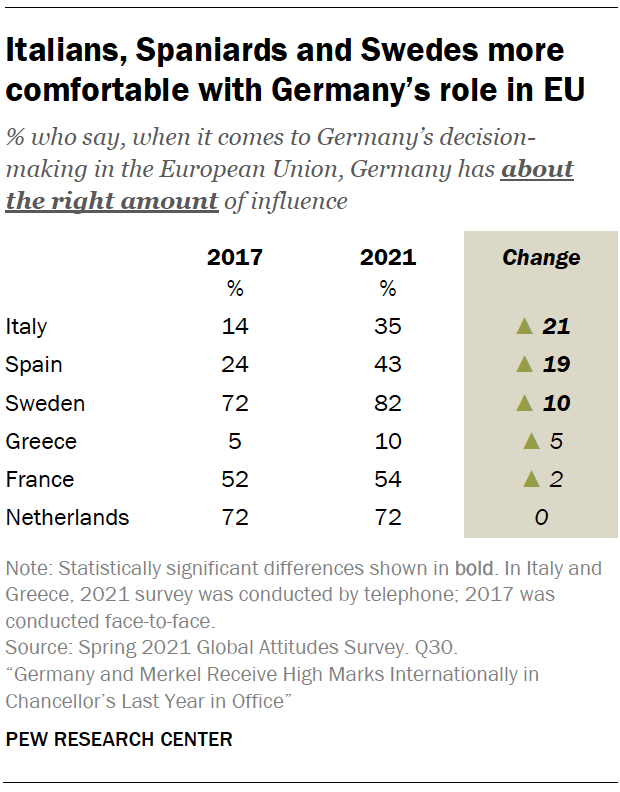 Italians, Spaniards and Swedes more
comfortable with Germany's role in EU
% who say, when it comes to Germany's decision-
making in the European Union, Germany has about
the right amount of influence
2017 2021 Change
% %
Italy 14 35 ▲ 21
Spain 24 43 ▲ 19
Sweden 72 82 ▲ 10
Greece 5 10 ▲ 5
France 52 54 ▲ 2
Netherlands 72 72 0
Note: Statistically significant differences shown in bold. In Italy and
Greece, 2021 survey was conducted by telephone; 2017 was
conducted face-to-face.
Source: Spring 2021 Global Attitudes Survey. Q30.
“Germany and Merkel Receive High Marks Internationally in
Chancellor’s Last Year in Office”
PEW RESEARCH CENTER